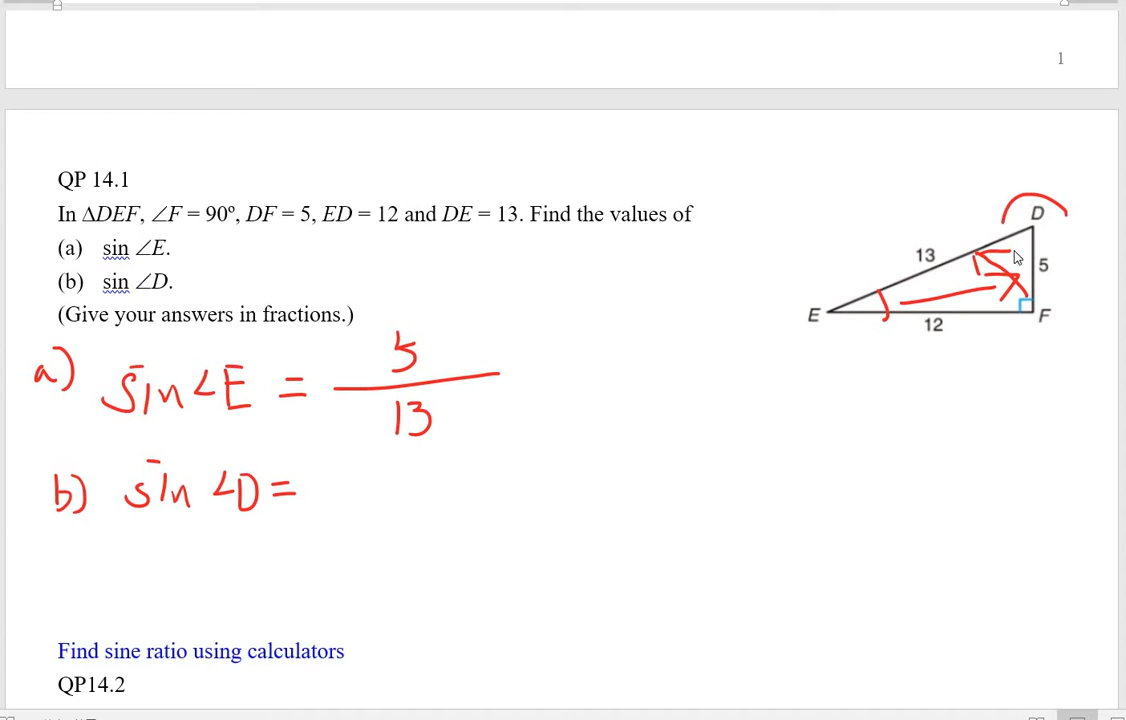 1
QP 14.1
In ΔDEF, ∠F = 90º, DF = 5, ED = 12 and DE = 13. Find the values of
(a) sin ∠E.
(b) sin ∠D.
(Give your answers in fractions.)
D
13
5
E
12
F
a) sin∠E = 5
13
b) sin ∠D =
Find sine ratio using calculators
QP14.2